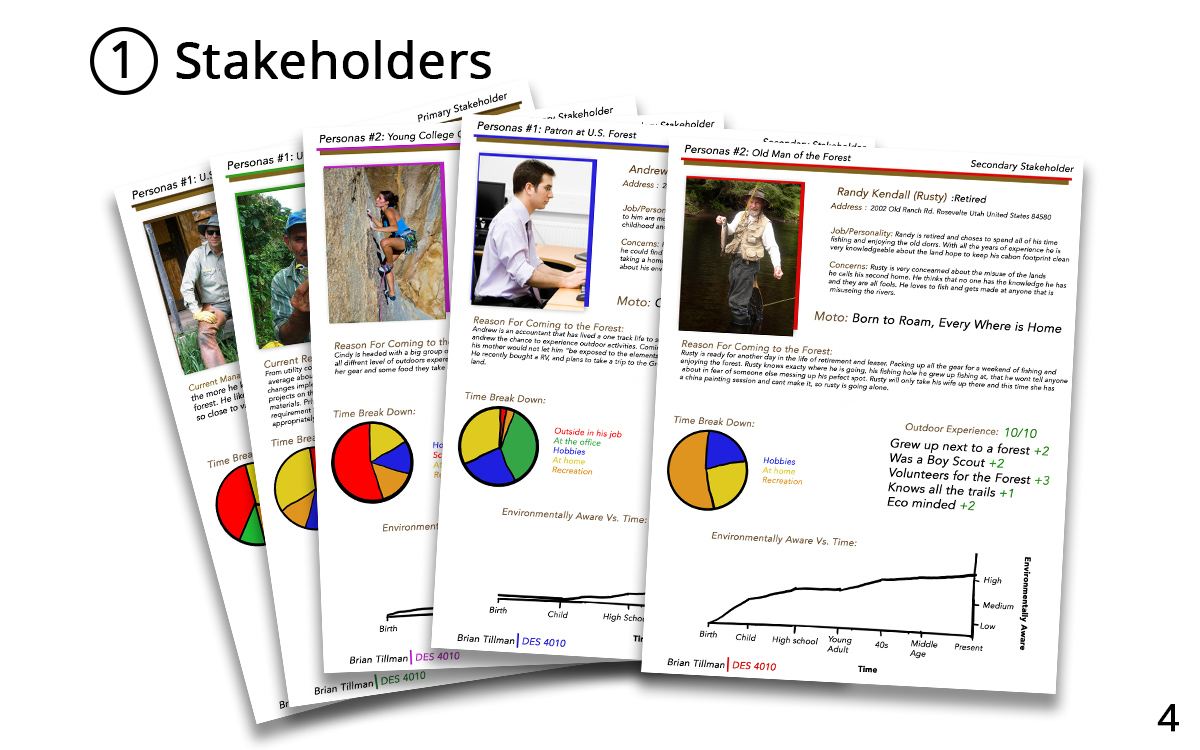 1 Stakeholders
Primary Stakeholder
Personas #1: U.S
Current Mana
the more he k
forest. He likes
so close to v
Time Break
Br
Personas #1: U
Current Re
From utility co
average about
changes imple
projects on th
materials. Pri
requirement
appropriately
Time Brea
Brian Tillman DES 4010
Personas #2: Young College
Reason For Coming to the
Cindy is headed with a big group o
all diffrent level of outdoors exper
her gear and some food they take
Time Break Down:
Environment
Birth
Brian Tillman DES 4010
Stakeholder
Personas #1: Patron at U.S. Forest
Andrew
Address : 2
Job/Person
to him are mo
childhood and
Concerns:
he could find
taking a hom
about his env
Moto:
Reason For Coming to the Forest:
Andrew is an accountant that has lived a one track life to s
andrew the chance to experience outdoor activities. Comi
his mother would not let him "be exposed to the elements
He recently bought a RV, and plans to take a trip to the Gr
land.
Time Break Down:
Outside in his job
At the office
Hobbies
At home
Recreation
Environmentally Aware Vs. Time:
Birth
Child
High Schoo
Brian Tillman DES 4010
Stakeholder
Secondary Stakeholder
Personas #2: Old Man of the Forest
Secondary Stakeholder
Randy Kendall (Rusty) :Retired
Address : 2002 Old Ranch Rd. Rosevelte Utah United States 84580
Job/Personality: Randy is retired and choses to spend all of his time
fishing and enjoying the old dorrs. With all the years of experience he is
very knowledgeable about the land hope to keep his cabon footprint clean
Concerns: Rusty is very concearned about the misuse of the lands
he calls his second home. He thinks that no one has the knowledge he has
and they are all fools. He loves to fish and gets made at anyone that is
misuseing the rivers.
Moto: Born to Roam, Every Where is Home
Reason For Coming to the Forest:
Rusty is ready for another day in the life of retirement and leaser. Packing up all the gear for a weekend of fishing and
enjoying the forest. Rusty knows exacty where he is going, his fishing hole he grew up fishing at, that he wont tell anyone
about in fear of someone else messing up his pefect spot. Rusty will only take his wife up there and this time she has
a china painting session and cant make it, so rusty is going alone.
Time Break Down:
Hobbies
At home
Recreation
Outdoor Experience: 10/10
Grew up next to a forest +2
Was a Boy Scout +2
Volunteers for the Forest +3
Knows all the trails +1
Eco minded +2
Environmentally Aware Vs. Time:
High
Medium
Low
Environmentally Aware
Birth
Child
High school
Young
Adult
40s
Middle
Age
Present
Time
Brian Tillman DES 4010
4